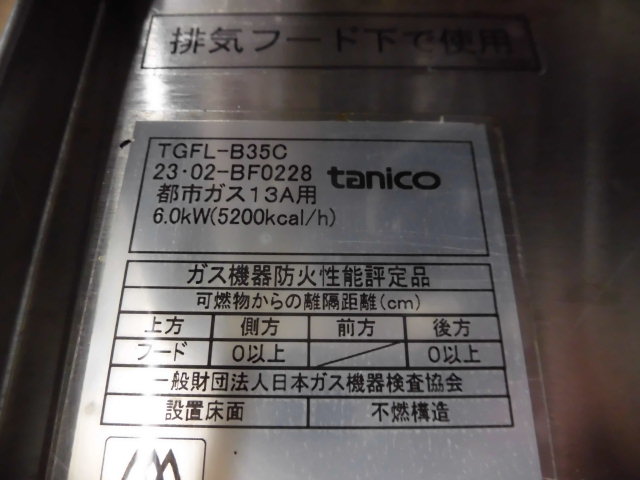 排気フード下で使用
TGFL-B35C
23·02-BF0228 tanico
都市ガス13A用
6.0kW(5200kcal/h)
ガス機器防火性能評定品
可燃物からの離隔距離(cm)
上方 側方 前方 後方
フード 0以上 0以上
一般財団法人日本ガス機器検査協会
設置床面 不燃構造